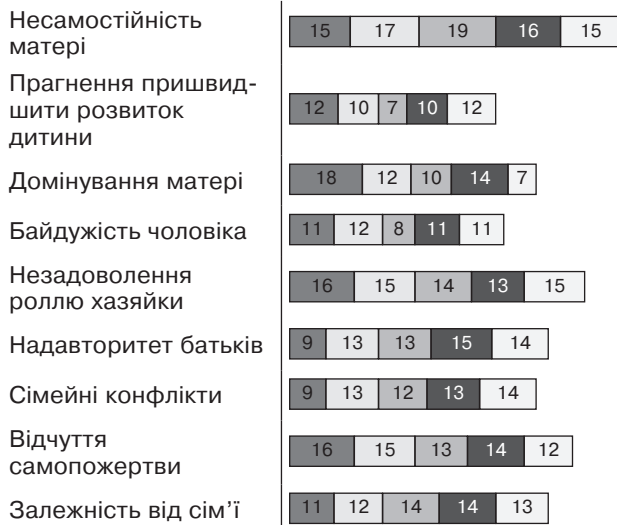 Несамостійність
матері
15 17 19 16 15
Прагнення пришвид-
шити розвиток
дитини
12 10 7 10 12
Домінування матері
18 12 10 14 7
Байдужість чоловіка
11 12 8 11 11
Незадоволення
роллю хазяйки
16 15 14 13 15
Надавторитет батьків
9 13 13 15 14
Сімейні конфлікти
9 13 12 13 14
Відчуття
самопожертви
16 15 13 14 12
Залежність від сім’ї
11 12 14 14 13